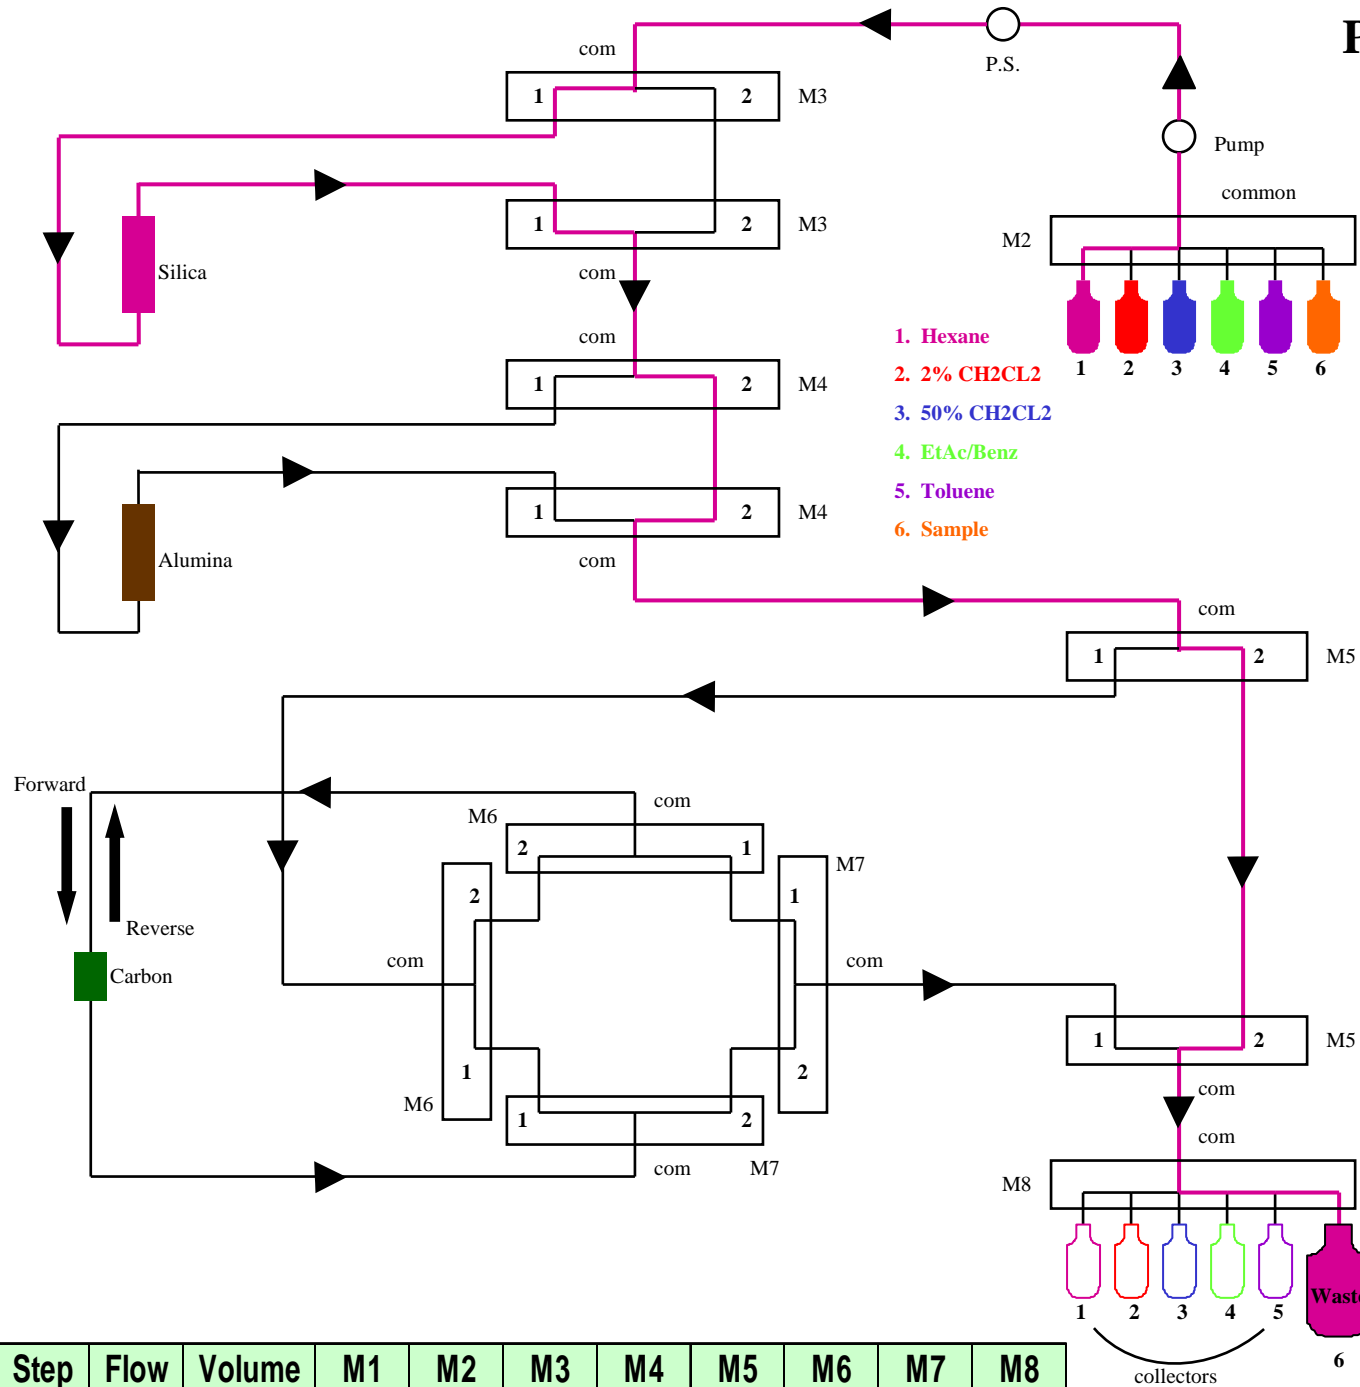 P
com
P.S.
1 2 M3
Pump
common
1 2 M3
M2
com
Silica
com
1. Hexane
1 2 3 4 5 6
2. 2% CH2CL2
1 2 M4
3. 50% CH2CL2
4. EtAc/Benz
5. Toluene
1 2 M4
6. Sample
com
Alumina
com
1 2 M5
Forward
com
M6
2 1
M7
2
1
Reverse
com
com
Carbon
1 2 M5
1
2
M6
com
1 2
com
M7
com
M8
Waste
1 2 3 4 5
6
collectors
Step Flow Volume M1 M2 M3 M4 M5 M6 M7 M8